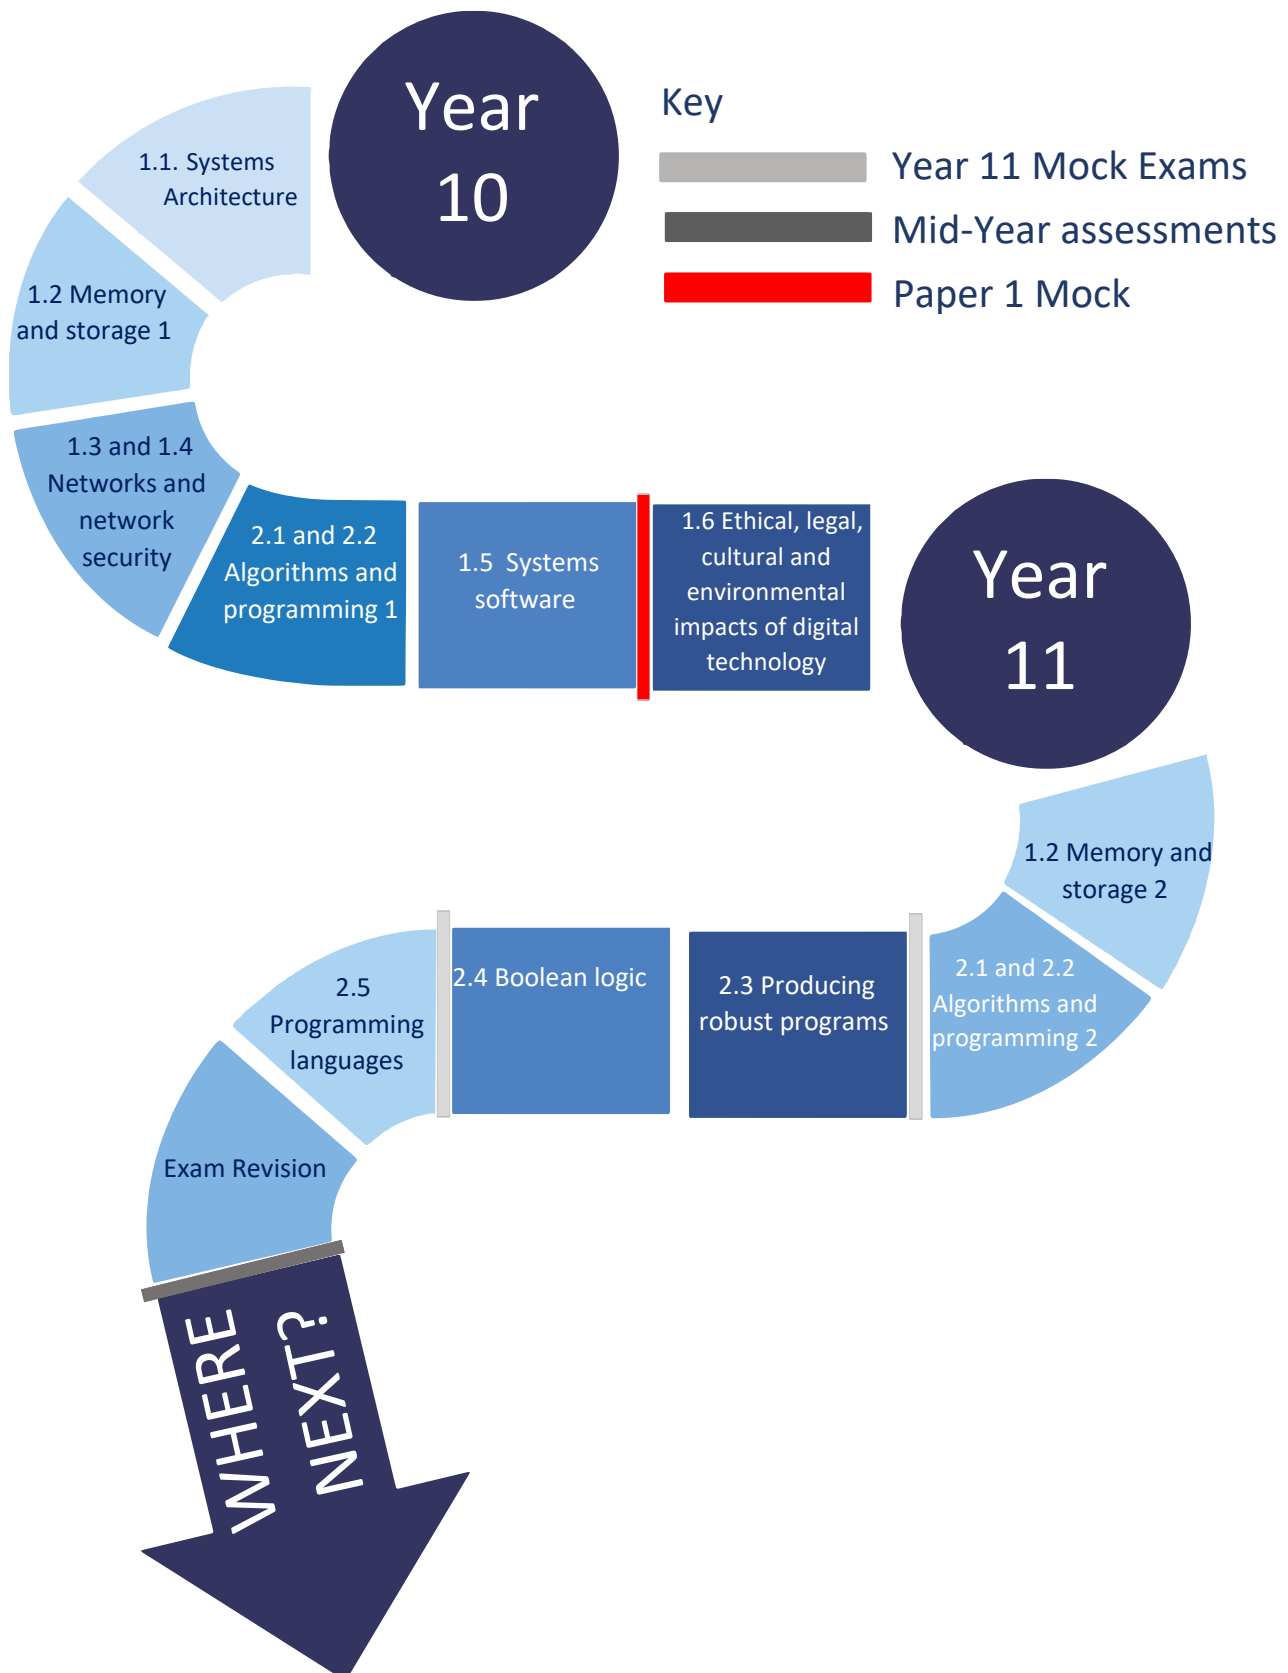 Year
10
Key
Year 11 Mock Exams
Mid-Year assessments
Paper 1 Mock
1.1. Systems
Architecture
1.2 Memory
and storage 1
1.3 and 1.4
Networks and
network
security
2.1 and 2.2
Algorithms and
programming 1
1.5  Systems
software
1.6 Ethical, legal,
cultural and
environmental
impacts of digital
technology
Year
11
1.2 Memory and
storage 2
2.1 and 2.2
Algorithms and
programming 2
2.3 Producing
robust programs
2.4 Boolean logic
2.5
Programming
languages
Exam Revision
WHERE
NEXT?